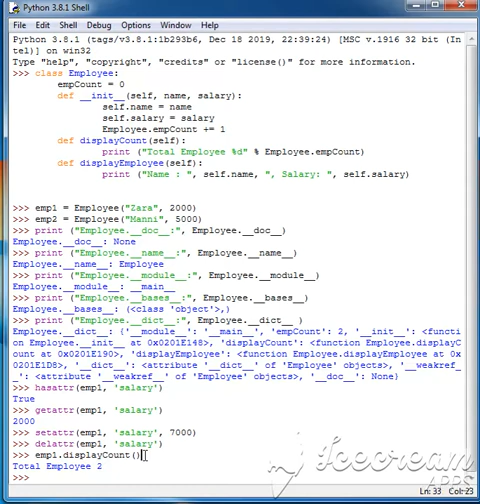 Python 3.8.1 Shell
File Edit Shell Debug Options Window Help
Python 3.8.1 (tags/v3.8.1:1b293b6, Dec 18 2019, 22:39:24) [MSC v.1916 32 bit (In
tel)] on win32
Type "help", "copyright", "credits" or "license()" for more information.
>>> class Employee:
        empCount = 0
        def __init__(self, name, salary):
                self.name = name
                self.salary = salary
                Employee.empCount += 1
        def displayCount(self):
                print ("Total Employee %d" % Employee.empCount)
        def displayEmployee(self):
                print ("Name : ", self.name, ", Salary: ", self.salary)
>>> emp1 = Employee("Zara", 2000)
>>> emp2 = Employee("Manni", 5000)
>>> print ("Employee.__doc__:", Employee.__doc__)
Employee.__doc__: None
>>> print ("Employee.__name__:", Employee.__name__)
Employee.__name__: Employee
>>> print ("Employee.__module__:", Employee.__module__)
Employee.__module__: __main__
>>> print ("Employee.__bases__:", Employee.__bases__)
Employee.__bases__: (<class 'object'>,)
>>> print ("Employee.__dict__:", Employee.__dict__ )
Employee.__dict__: {'__module__': '__main__', 'empCount': 2, '__init__': <functi
on Employee.__init__ at 0x0201E148>, 'displayCount': <function Employee.displayC
ount at 0x0201E190>, 'displayEmployee': <function Employee.displayEmployee at 0x
0201E1D8>, '__dict__': <attribute '__dict__' of 'Employee' objects>, '__weakref_
_': <attribute '__weakref__' of 'Employee' objects>, '__doc__': None}
>>> hasattr(emp1, 'salary')
True
>>> getattr(emp1, 'salary')
2000
>>> setattr(emp1, 'salary', 7000)
>>> delattr(emp1, 'salary')
>>> emp1.displayCount()
Total Employee 2
>>>
Icecream
APPS
Ln: 33 Col: 23